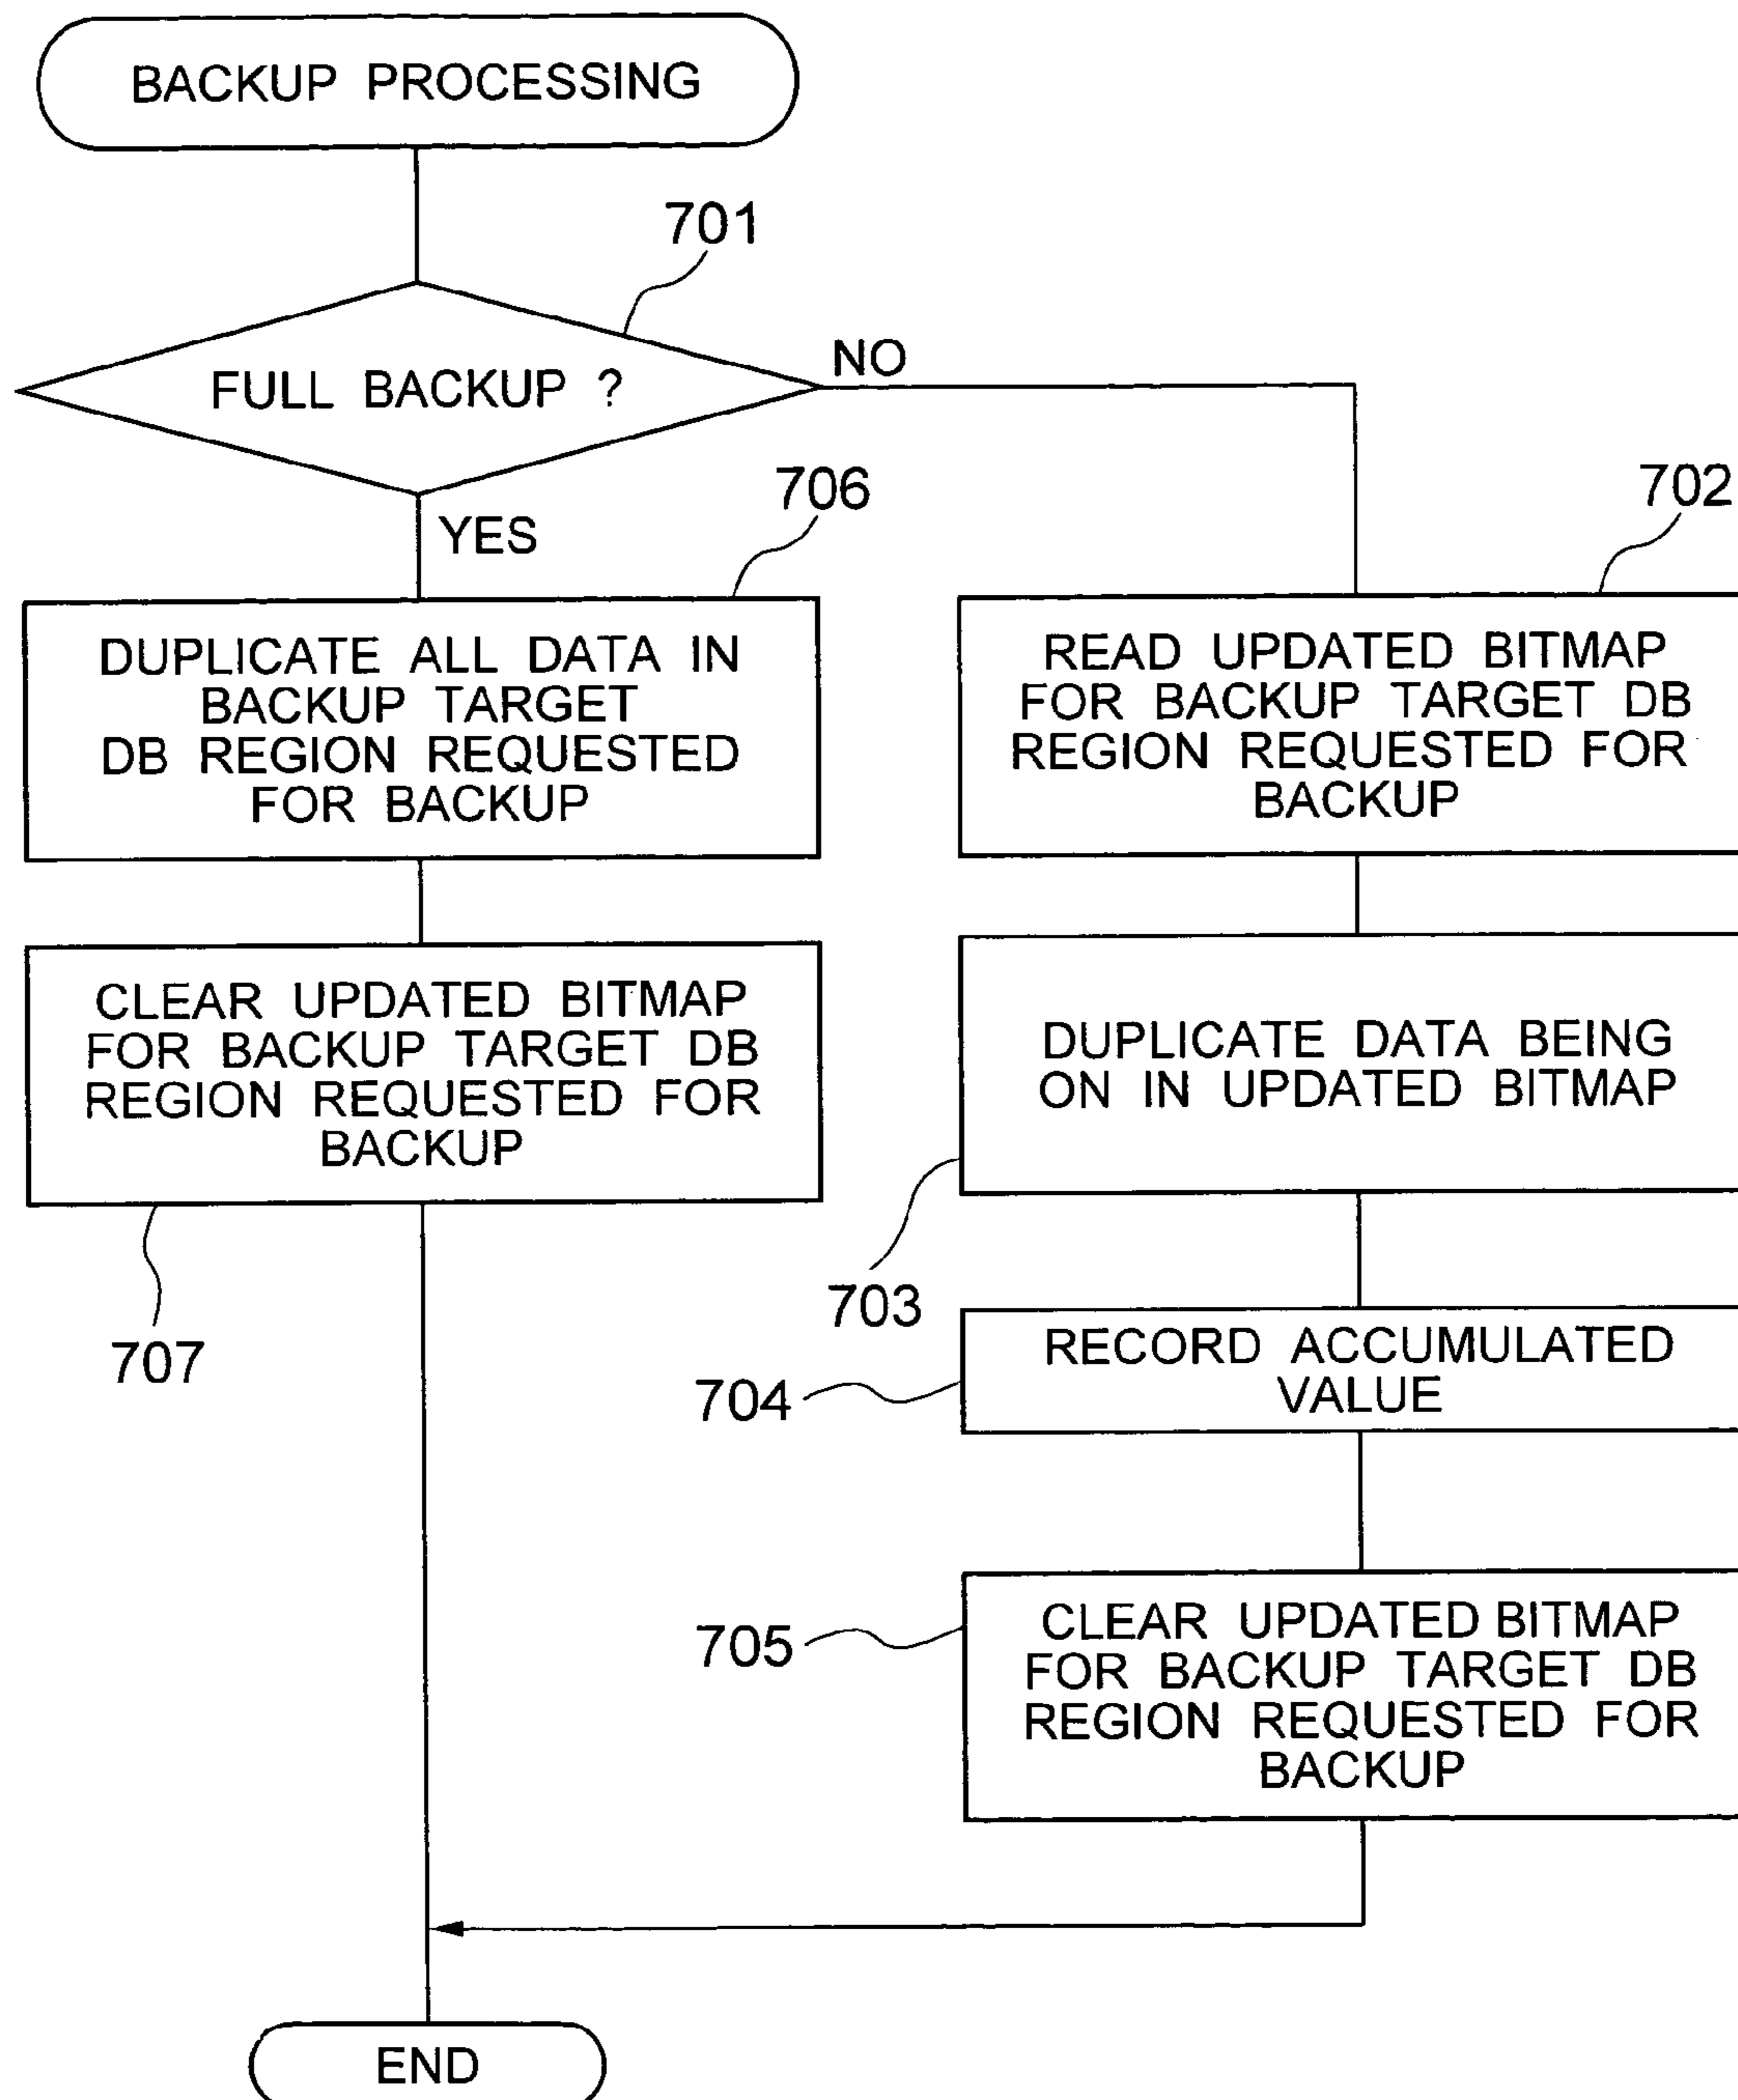 BACKUP PROCESSING
701
FULL BACKUP ?
NO
YES
706
DUPLICATE ALL DATA IN
BACKUP TARGET
DB REGION REQUESTED
FOR BACKUP
CLEAR UPDATED BITMAP
FOR BACKUP TARGET DB
REGION REQUESTED FOR
BACKUP
707
702
READ UPDATED BITMAP
FOR BACKUP TARGET DB
REGION REQUESTED FOR
BACKUP
DUPLICATE DATA BEING
ON IN UPDATED BITMAP
703
RECORD ACCUMULATED
VALUE
704
CLEAR UPDATED BITMAP
FOR BACKUP TARGET DB
REGION REQUESTED FOR
BACKUP
705
END